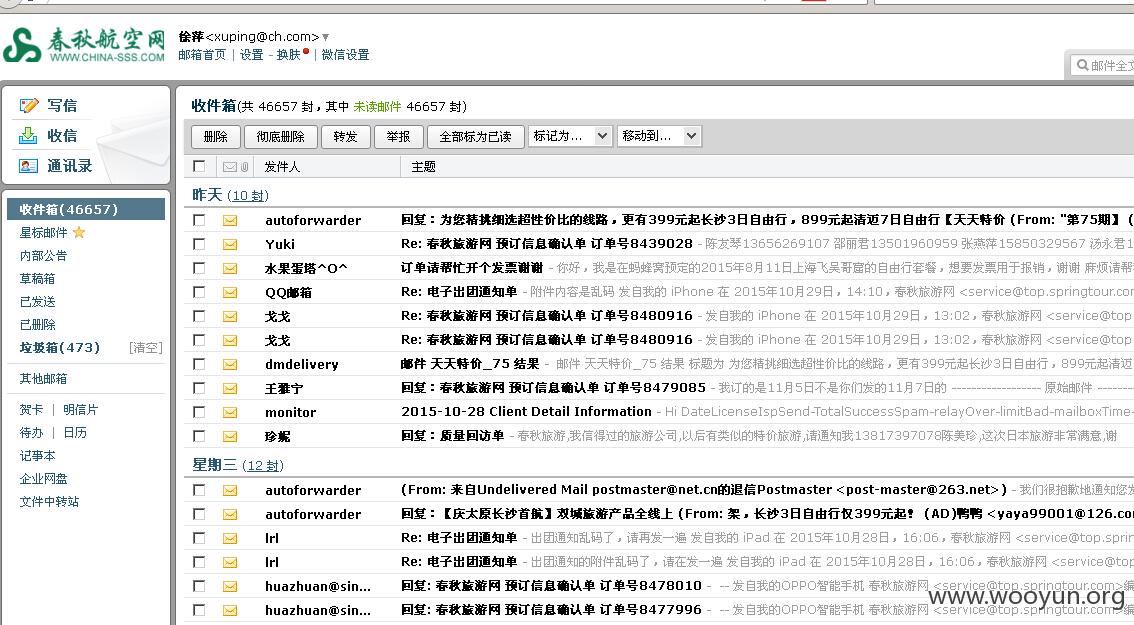 春秋航空网
WWW.CHINA-SSS.COM
徐萍<xuping@ch.com>
邮箱首页 | 设置 - 换肤 | 微信设置
邮件全文
写信
收信
通讯录
收件箱(46657)
星标邮件
内部公告
草稿箱
已发送
已删除
垃圾箱(473) [清空]
其他邮箱
贺卡 | 明信片
待办 | 日历
记事本
企业网盘
文件中转站
收件箱(共 46657 封,其中 未读邮件 46657 封)
删除 彻底删除 转发 举报 全部标为已读 标记为... 移动到...
发件人 主题
昨天 (10 封)
autoforwarder 回复:为您精挑细选超性价比的线路,更有399元起长沙3日自由行,899元起清迈7日自由行【天天特价 (From: "第75期】 (
Yuki Re: 春秋旅游网 预订信息确认单 订单号8439028 - 陈友琴13656269107 邵丽君13501960959 张燕萍15850329567 汤永君1
水果蛋塔^O^ 订单请帮忙开个发票谢谢 - 你好,我是在蚂蜂窝预定的2015年8月11日上海飞吴哥窟的自由行套餐,想要发票用于报销,谢谢 麻烦请帮
QQ邮箱 Re: 电子出团通知单 - 附件内容是乱码 发自我的 iPhone 在 2015年10月29日,14:10,春秋旅游网 <service@top.springtour.com
戈戈 Re: 春秋旅游网 预订信息确认单 订单号8480916 - 发自我的 iPhone 在 2015年10月29日,13:02,春秋旅游网 <service@top
戈戈 Re: 春秋旅游网 预订信息确认单 订单号8480916 - 发自我的 iPhone 在 2015年10月29日,13:02,春秋旅游网 <service@top
dmdelivery 邮件 天天特价_75 结果 - 邮件 天天特价_75 结果 标题为 为您精挑细选超性价比的线路,更有399元起长沙3日自由行,899元起清迈
王雅宁 回复:春秋旅游网 预订信息确认单 订单号8479085 - 我订的是11月5日不是你们发的11月7日的 ------------------ 原始邮件 -------
monitor 2015-10-28 Client Detail Information - Hi DateLicenseIspSend-TotalSuccessSpam-relayOver-limitBad-mailboxTime-
珍妮 回复:质量回访单 - 春秋旅游,我信得过的旅游公司,以后有类似的特价旅游,请通知我13817397078陈美珍,这次日本旅游非常满意,谢
星期三 (12 封)
autoforwarder (From: 来自Undelivered Mail postmaster@net.cn的退信Postmaster <post-master@263.net>) - 我们很抱歉地通知您发
autoforwarder 回复:【庆太原长沙首航】双城旅游产品全线上 (From: 架,长沙3日自由行仅399元起! (AD)鸭鸭 <yaya99001@126.com
lrl Re: 电子出团通知单 - 出团通知乱码了,请再发一遍 发自我的 iPad 在 2015年10月28日,16:06,春秋旅游网 <service@top.sprin
lrl Re: 电子出团通知单 - 出团通知的附件乱码了,请在发一遍 发自我的 iPad 在 2015年10月28日,16:06,春秋旅游网 <service@to
huazhuan@sin... 回复: 春秋旅游网 预订信息确认单 订单号8478010 - -- 发自我的OPPO智能手机 春秋旅游网 <service@top.springtour.com>编
huazhuan@sin... 回复: 春秋旅游网 预订信息确认单 订单号8477996 - -- 发自我的OPPO智能手机 春秋旅游网 <service@top.springtour.com>编
www.wooyun.org